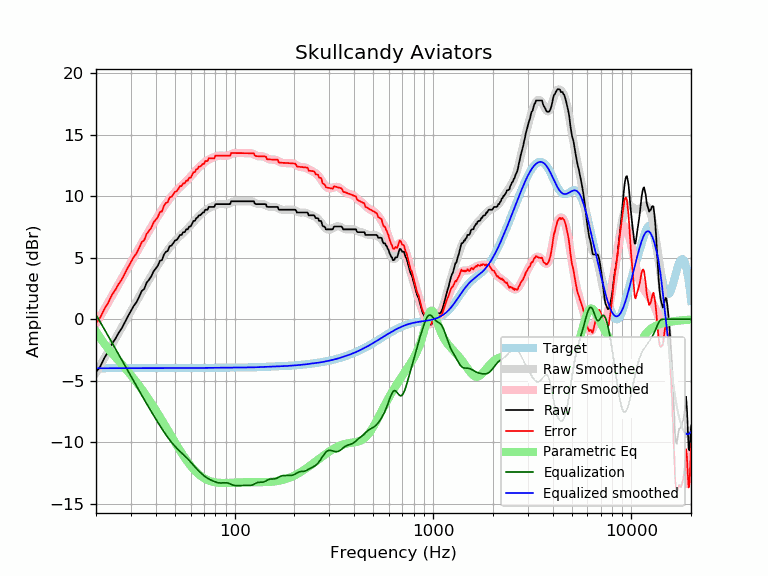 Skullcandy Aviators
Amplitude (dBr)
20
15
10
5
0
−5
−10
−15
100
1000
10000
Frequency (Hz)
Target
Raw Smoothed
Error Smoothed
Raw
Error
Parametric Eq
Equalization
Equalized smoothed